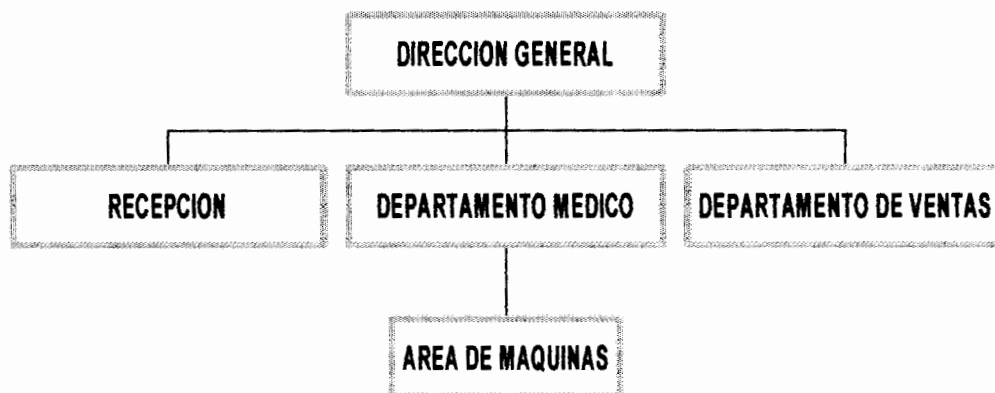 DIRECCION GENERAL
RECEPCION
DEPARTAMENTO MEDICO
DEPARTAMENTO DE VENTAS
AREA DE MAQUINAS